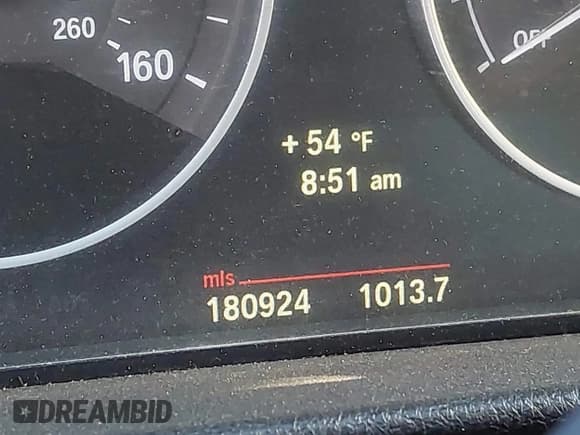 260
160
OFF
+ 54 °F
8:51 am
mls
180924 1013.7
DREAMBID